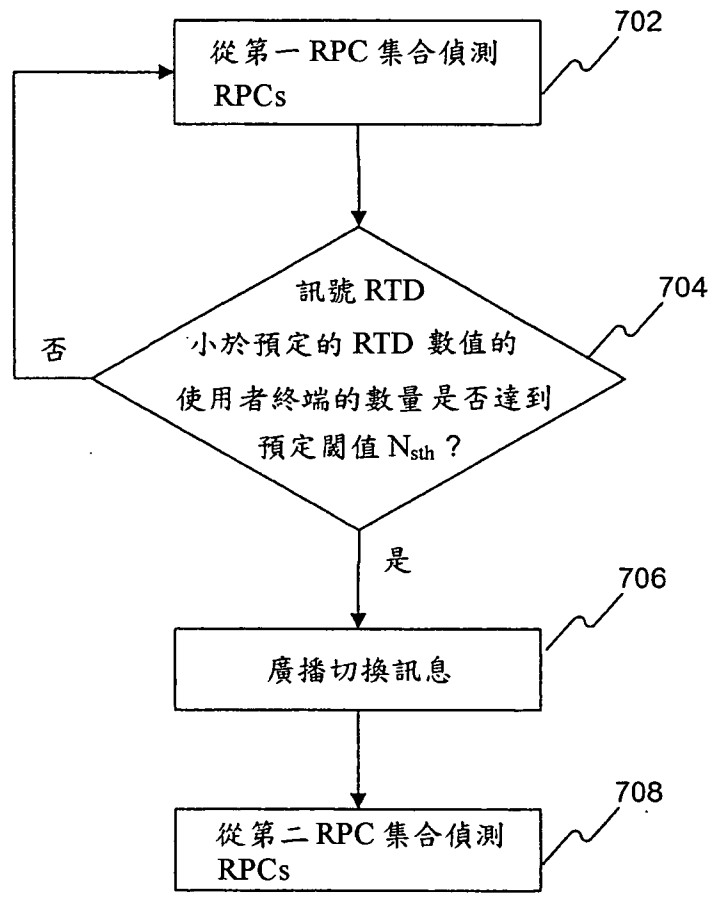 702
從第一 RPC 集合偵測
RPCs
訊號 RTD
704
小於預定的 RTD 數值的
否
使用者終端的數量是否達到
預定閾值 Nsth？
是
706
廣播切換訊息
708
從第二 RPC 集合偵測
RPCs